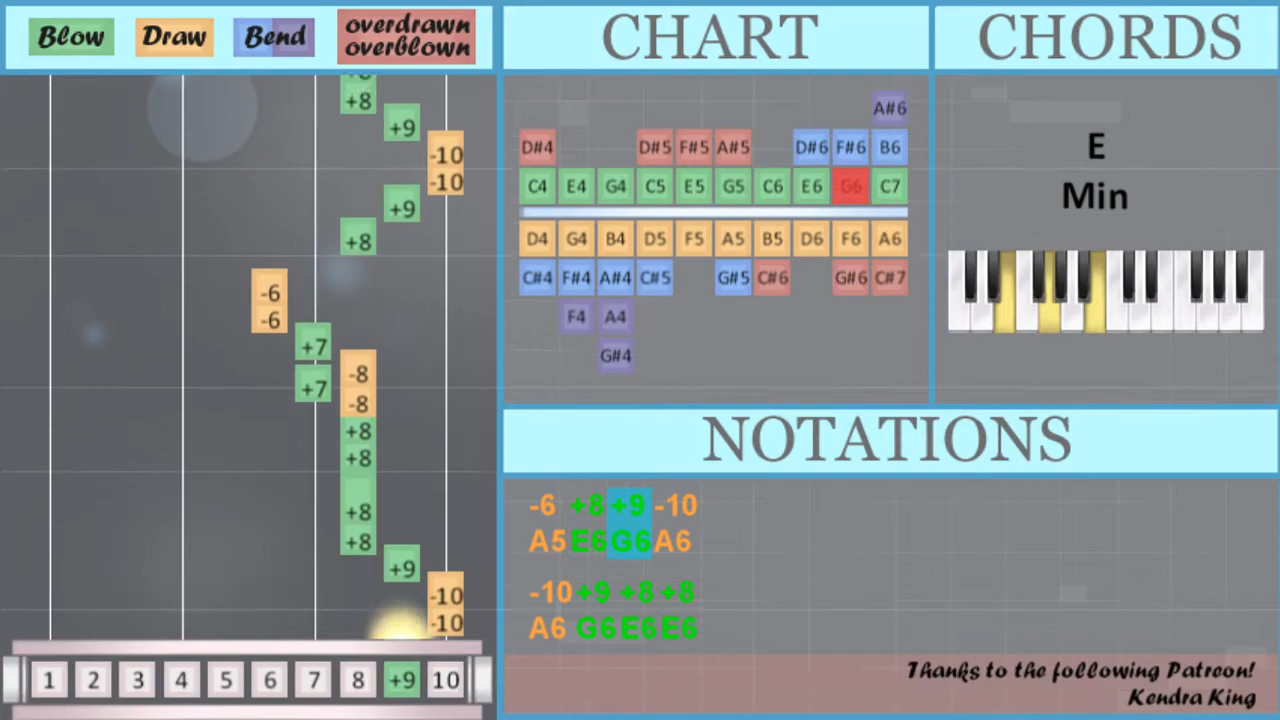 Blow Draw Bend overdrawn
overblown
CHART
CHORDS
+8
+9
-10
-10
+9
+8
-6
-6
+7
+7
-8
-8
+8
+8
+8
+8
+9
-10
-10
1 2 3 4 5 6 7 8 +9 10
A#6
D#4 D#5 F#5 A#5 D#6 F#6 B6
C4 E4 G4 C5 E5 G5 C6 E6 G6 C7
D4 G4 B4 D5 F5 A5 B5 D6 F6 A6
C#4 F#4 A#4 C#5 G#5 C#6 G#6 C#7
F4 A4
G#4
E
Min
NOTATIONS
-6 +8 +9 -10
A5 E6 G6 A6
-10 +9 +8 +8
A6 G6 E6 E6
Thanks to the following Patreon!
Kendra King